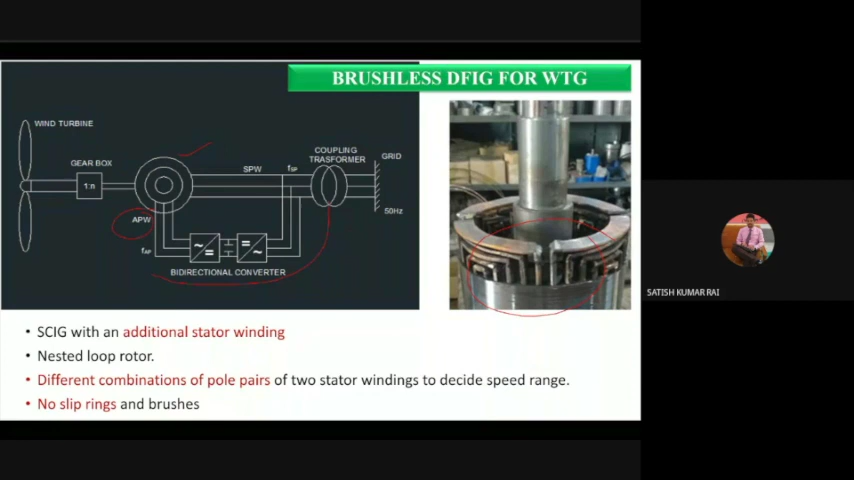 BRUSHLESS DFIG FOR WTG
WIND TURBINE
GEAR BOX
1:n
SPW
fSP
COUPLING
TRASFORMER
GRID
50Hz
APW
fAP
BIDIRECTIONAL CONVERTER
• SCIG with an additional stator winding
• Nested loop rotor.
• Different combinations of pole pairs of two stator windings to decide speed range.
• No slip rings and brushes
SATISH KUMAR RAI